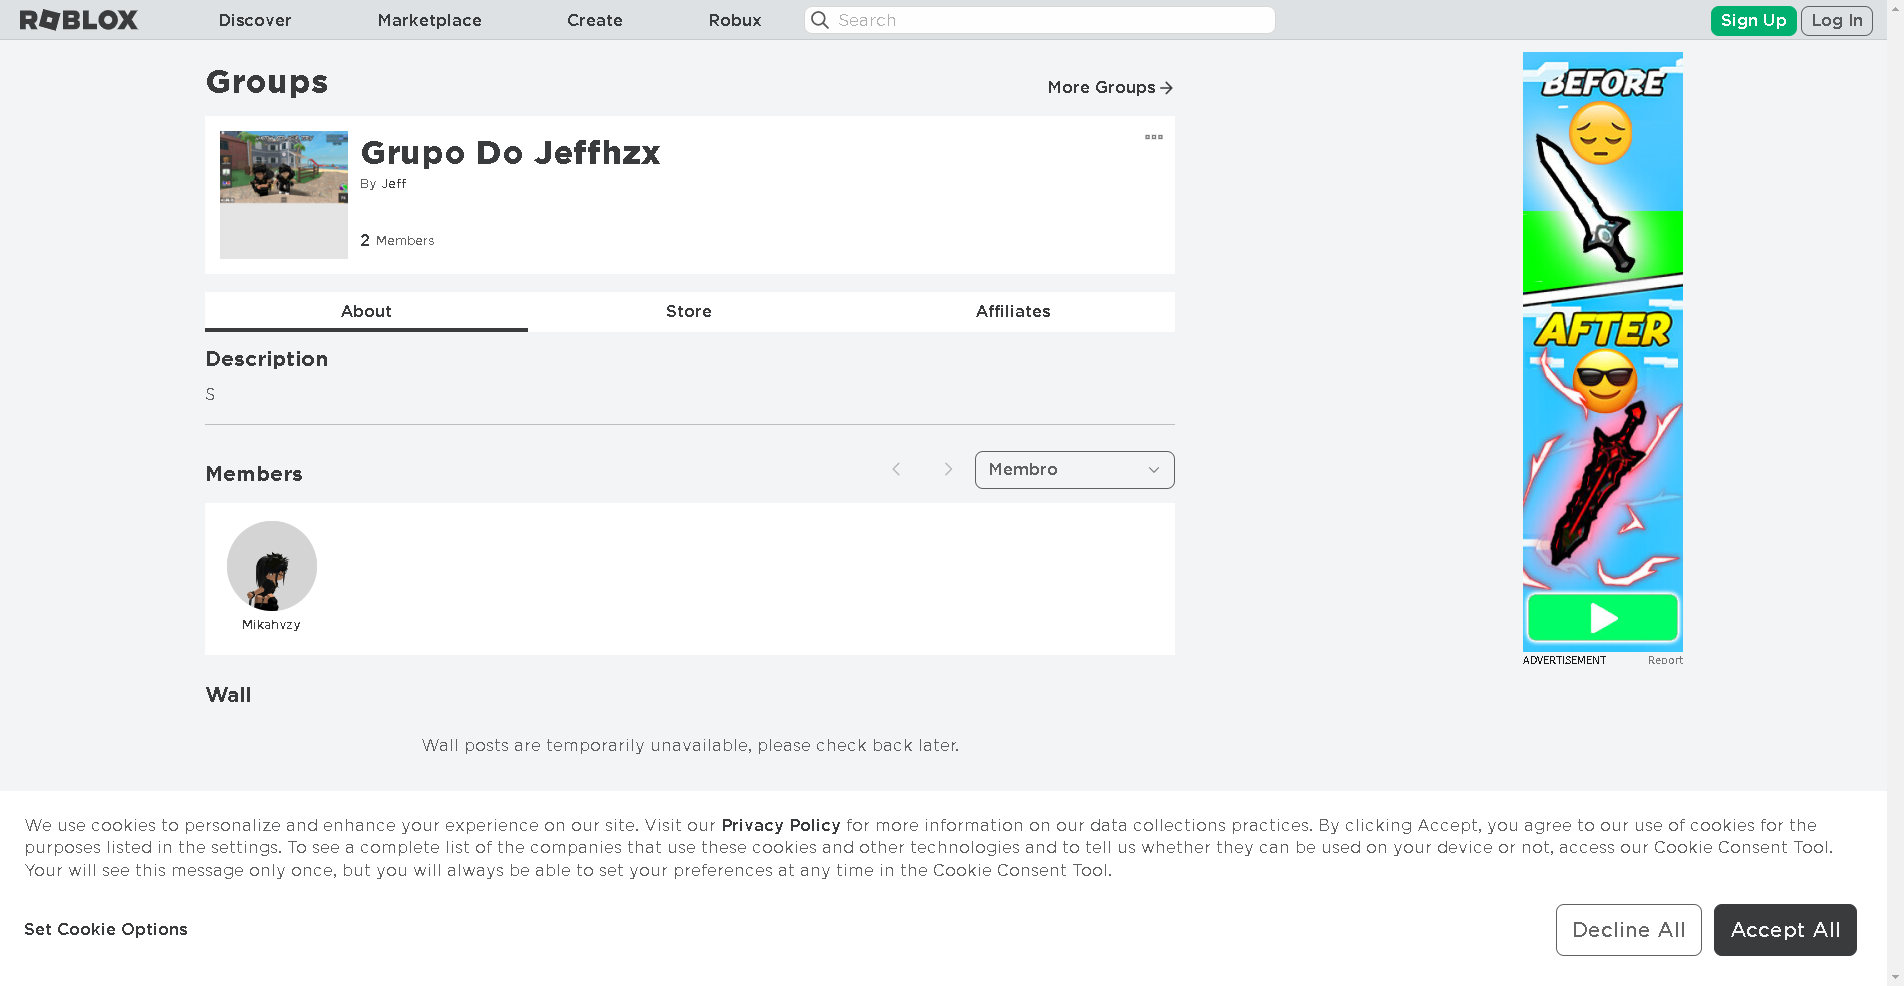 ROBLOX
Discover
Marketplace
Create
Robux
Search
Sign Up
Log In
Groups
More Groups
Grupo Do Jeffhzx
By Jeff
2 Members
About
Store
Affiliates
Description
S
Members
Membro
Mikahvzy
Wall
Wall posts are temporarily unavailable, please check back later.
BEFORE
AFTER
ADVERTISEMENT
Report
We use cookies to personalize and enhance your experience on our site. Visit our Privacy Policy for more information on our data collections practices. By clicking Accept, you agree to our use of cookies for the
purposes listed in the settings. To see a complete list of the companies that use these cookies and other technologies and to tell us whether they can be used on your device or not, access our Cookie Consent Tool.
Your will see this message only once, but you will always be able to set your preferences at any time in the Cookie Consent Tool.
Set Cookie Options
Decline All
Accept All